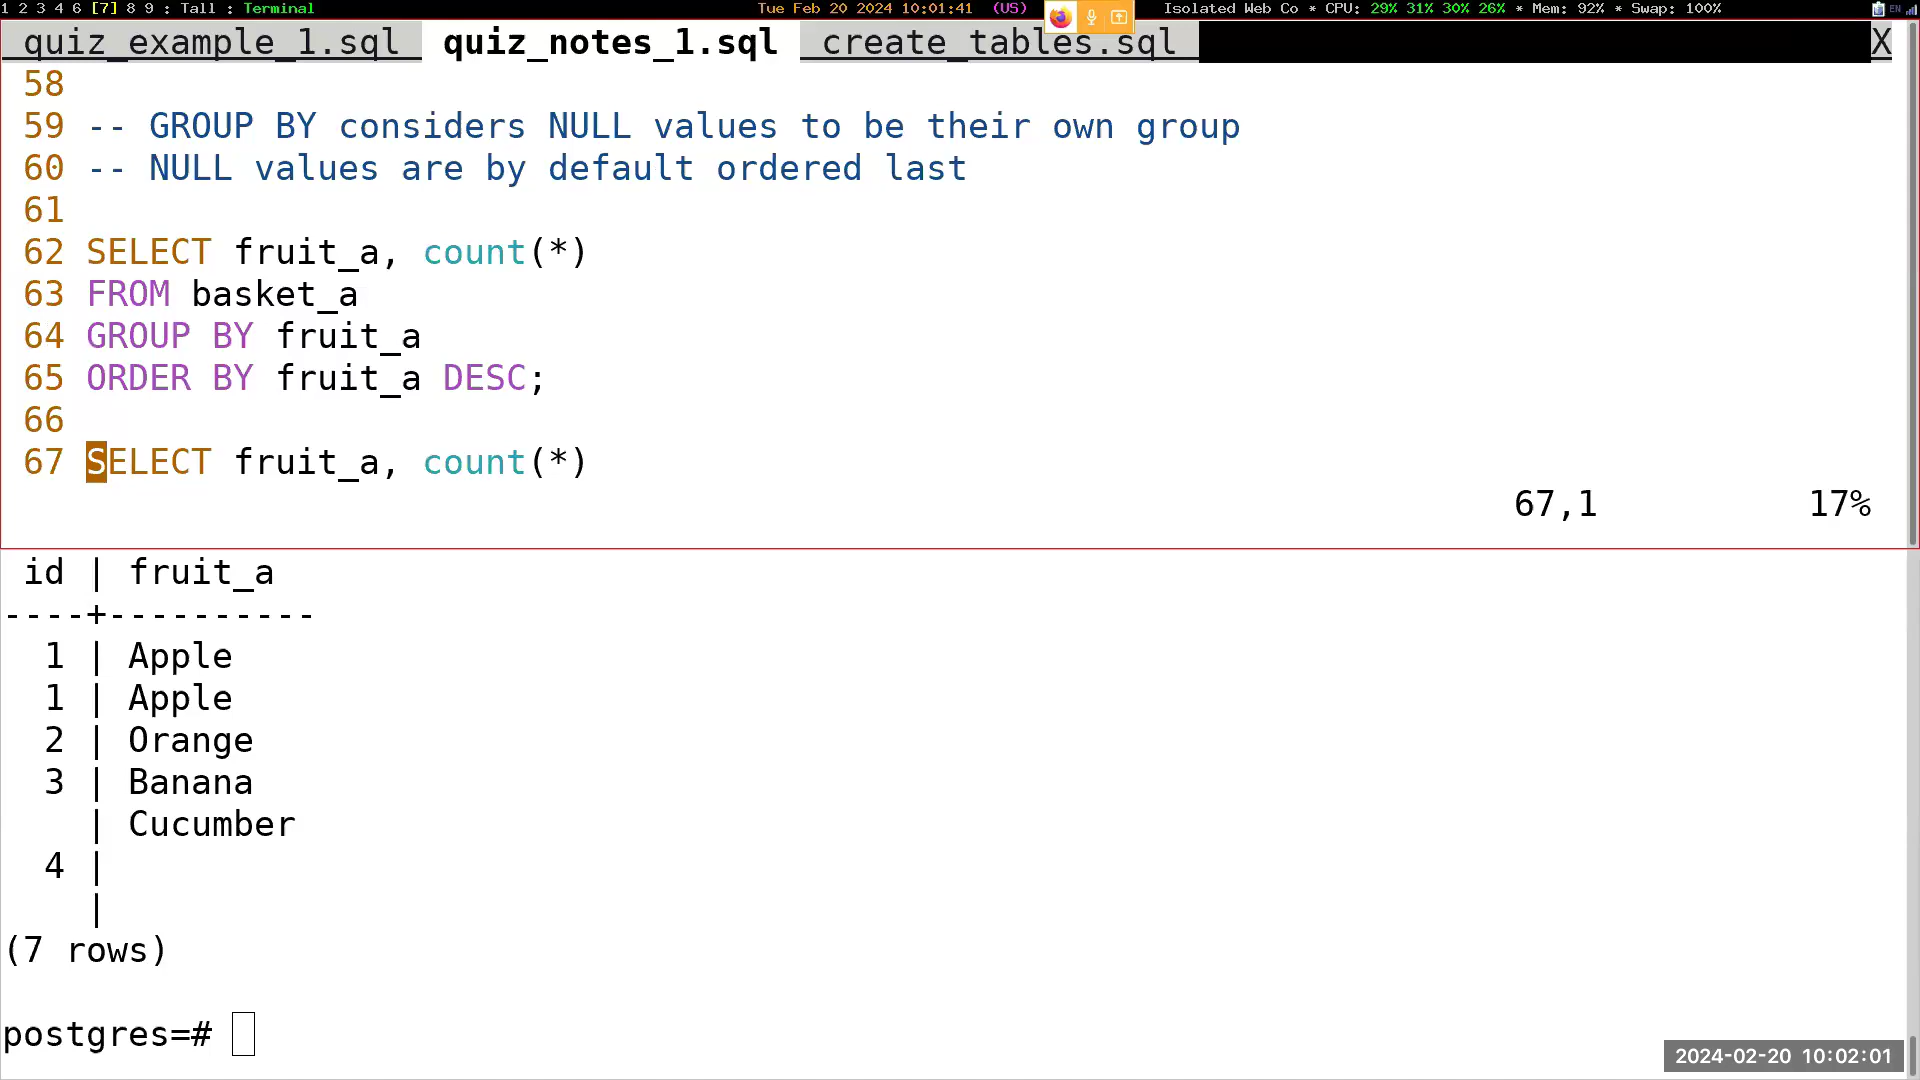 1 2 3 4 6 [7] 8 9 : Tall : Terminal
Tue Feb 20 2024 10:01:41 (US)
Isolated Web Co * CPU: 29% 31% 30% 26% * Mem: 92% * Swap: 100%
EN
quiz_example_1.sql quiz_notes_1.sql create_tables.sql X
58
59 -- GROUP BY considers NULL values to be their own group
60 -- NULL values are by default ordered last
61
62 SELECT fruit_a, count(*)
63 FROM basket_a
64 GROUP BY fruit_a
65 ORDER BY fruit_a DESC;
66
67 SELECT fruit_a, count(*)
67,1 17%
id | fruit_a
----+----------
1 | Apple
1 | Apple
2 | Orange
3 | Banana
| Cucumber
4 |
|
(7 rows)
postgres=#
2024-02-20 10:02:01